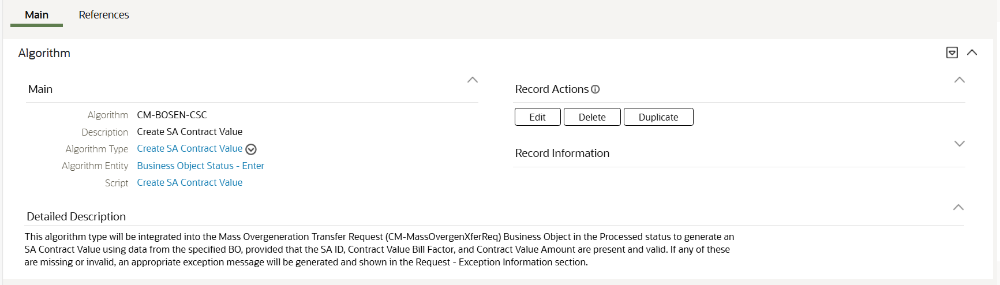 Main References
Algorithm
Main
Algorithm CM-BOSEN-CSC
Description Create SA Contract Value
Algorithm Type Create SA Contract Value
Algorithm Entity Business Object Status - Enter
Script Create SA Contract Value
Record Actions
Edit Delete Duplicate
Record Information
Detailed Description
This algorithm type will be integrated into the Mass Overgeneration Transfer Request (CM-MassOvergenXferReq) Business Object in the Processed status to generate an
SA Contract Value using data from the specified BO, provided that the SA ID, Contract Value Bill Factor, and Contract Value Amount are present and valid. If any of these
are missing or invalid, an appropriate exception message will be generated and shown in the Request - Exception Information section.